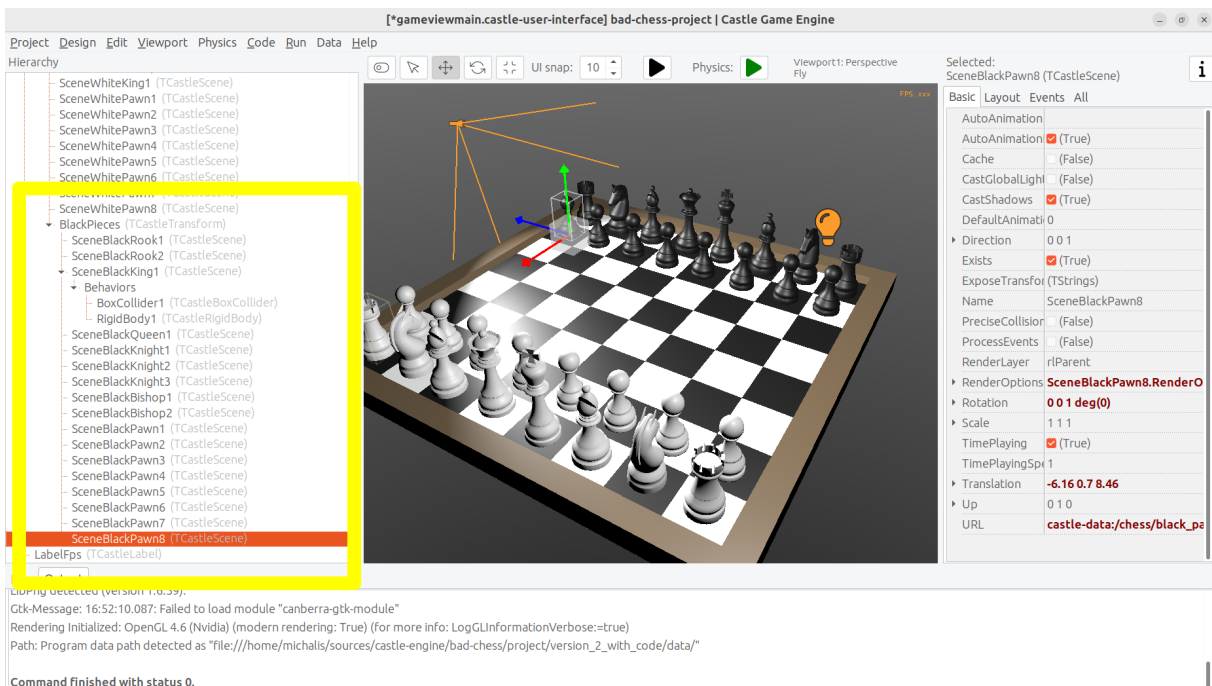 [*gameviewmain.castle-user-interface] bad-chess-project | Castle Game Engine
Project Design Edit Viewport Physics Code Run Data Help
Hierarchy
SceneWhiteKing1 (TCastleScene)
SceneWhitePawn1 (TCastleScene)
SceneWhitePawn2 (TCastleScene)
SceneWhitePawn3 (TCastleScene)
SceneWhitePawn4 (TCastleScene)
SceneWhitePawn5 (TCastleScene)
SceneWhitePawn6 (TCastleScene)
SceneWhitePawn8 (TCastleScene)
BlackPieces (TCastleTransform)
SceneBlackRook1 (TCastleScene)
SceneBlackRook2 (TCastleScene)
SceneBlackKing1 (TCastleScene)
Behaviors
BoxCollider1 (TCastleBoxCollider)
RigidBody1 (TCastleRigidBody)
SceneBlackQueen1 (TCastleScene)
SceneBlackKnight1 (TCastleScene)
SceneBlackKnight2 (TCastleScene)
SceneBlackKnight3 (TCastleScene)
SceneBlackBishop1 (TCastleScene)
SceneBlackBishop2 (TCastleScene)
SceneBlackPawn1 (TCastleScene)
SceneBlackPawn2 (TCastleScene)
SceneBlackPawn3 (TCastleScene)
SceneBlackPawn4 (TCastleScene)
SceneBlackPawn5 (TCastleScene)
SceneBlackPawn6 (TCastleScene)
SceneBlackPawn7 (TCastleScene)
SceneBlackPawn8 (TCastleScene)
LabelFps (TCastleLabel)
UI snap: 10 Physics: Viewport1: Perspective
Fly
FPS xxx
Selected:
SceneBlackPawn8 (TCastleScene)
i
Basic Layout Events All
AutoAnimation
AutoAnimation (True)
Cache (False)
CastGlobalLigh (False)
CastShadows (True)
DefaultAnimati 0
Direction 0 0 1
Exists (True)
ExposeTransfor (TStrings)
Name SceneBlackPawn8
PreciseCollision (False)
ProcessEvents (False)
RenderLayer rlParent
RenderOptions SceneBlackPawn8.RenderO
Rotation 0 0 1 deg(0)
Scale 1 1 1
TimePlaying (True)
TimePlayingSpe 1
Translation -6.16 0.7 8.46
Up 0 1 0
URL castle-data:/chess/black_pa
LibPng detected (version 1.6.39).
Gtk-Message: 16:52:10.087: Failed to load module "canberra-gtk-module"
Rendering Initialized: OpenGL 4.6 (Nvidia) (modern rendering: True) (for more info: LogGLInformationVerbose:=true)
Path: Program data path detected as "file:///home/michalis/sources/castle-engine/bad-chess/project/version_2_with_code/data/"
Command finished with status 0.